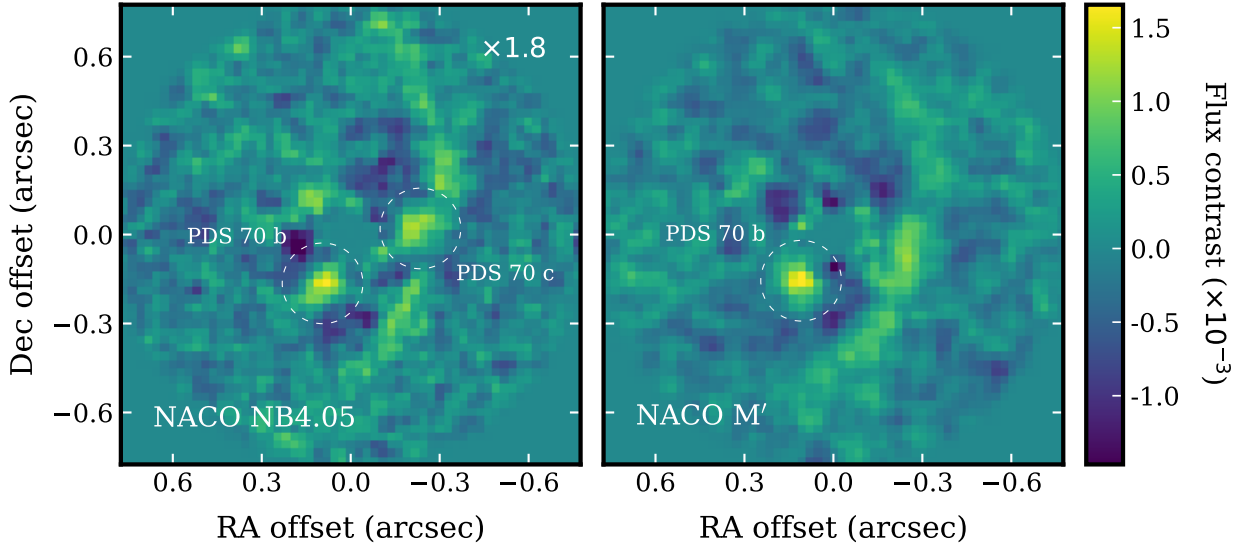 ×1.8
PDS 70 b
PDS 70 c
NACO NB4.05
0.6
0.3
0.0
−0.3
−0.6
Dec offset (arcsec)
0.6 0.3 0.0 −0.3 −0.6
RA offset (arcsec)
PDS 70 b
NACO M′
0.6 0.3 0.0 −0.3 −0.6
RA offset (arcsec)
1.5
1.0
0.5
0.0
-0.5
-1.0
Flux contrast (×10⁻³)